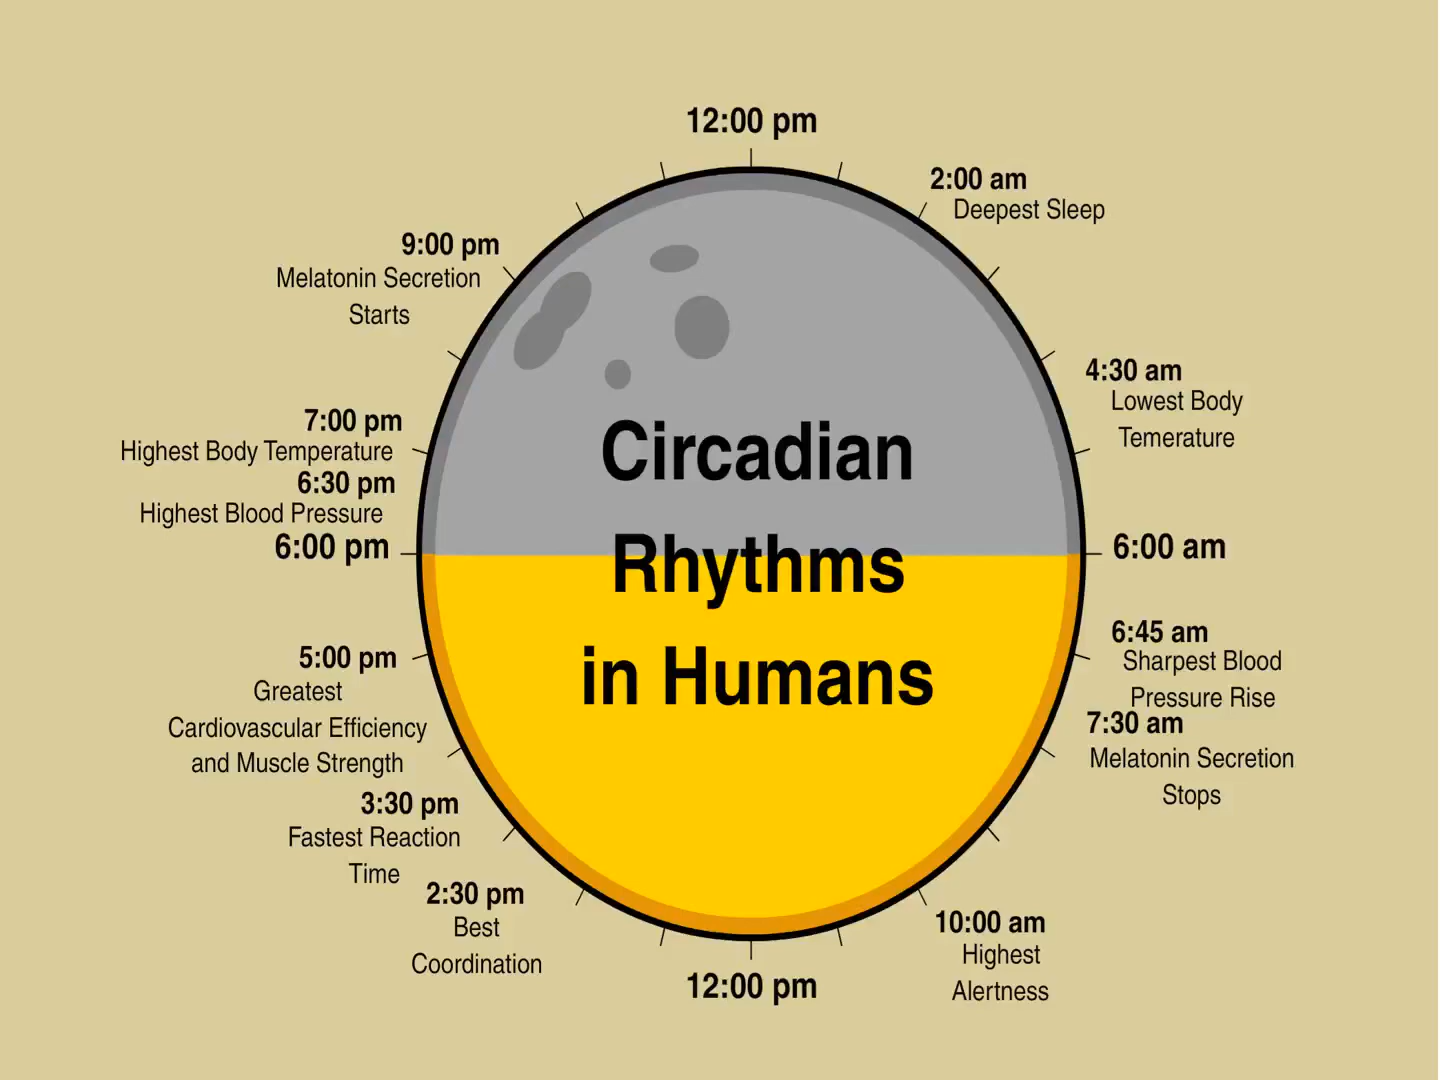 12:00 pm
2:00 am
Deepest Sleep
4:30 am
Lowest Body
Temerature
6:00 am
6:45 am
Sharpest Blood
Pressure Rise
7:30 am
Melatonin Secretion
Stops
10:00 am
Highest
Alertness
12:00 pm
2:30 pm
Best
Coordination
3:30 pm
Fastest Reaction
Time
5:00 pm
Greatest
Cardiovascular Efficiency
and Muscle Strength
6:00 pm
6:30 pm
Highest Blood Pressure
7:00 pm
Highest Body Temperature
9:00 pm
Melatonin Secretion
Starts
Circadian
Rhythms
in Humans